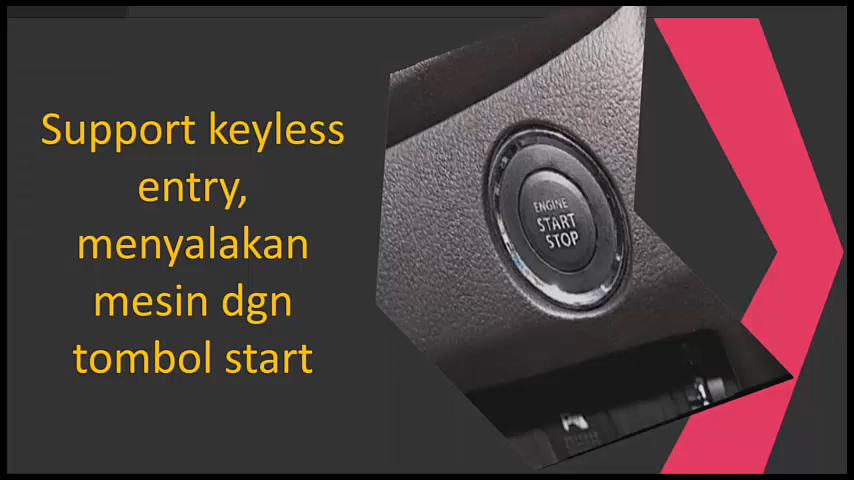 Support keyless
entry,
menyalakan
mesin dgn
tombol start
ENGINE
START
STOP